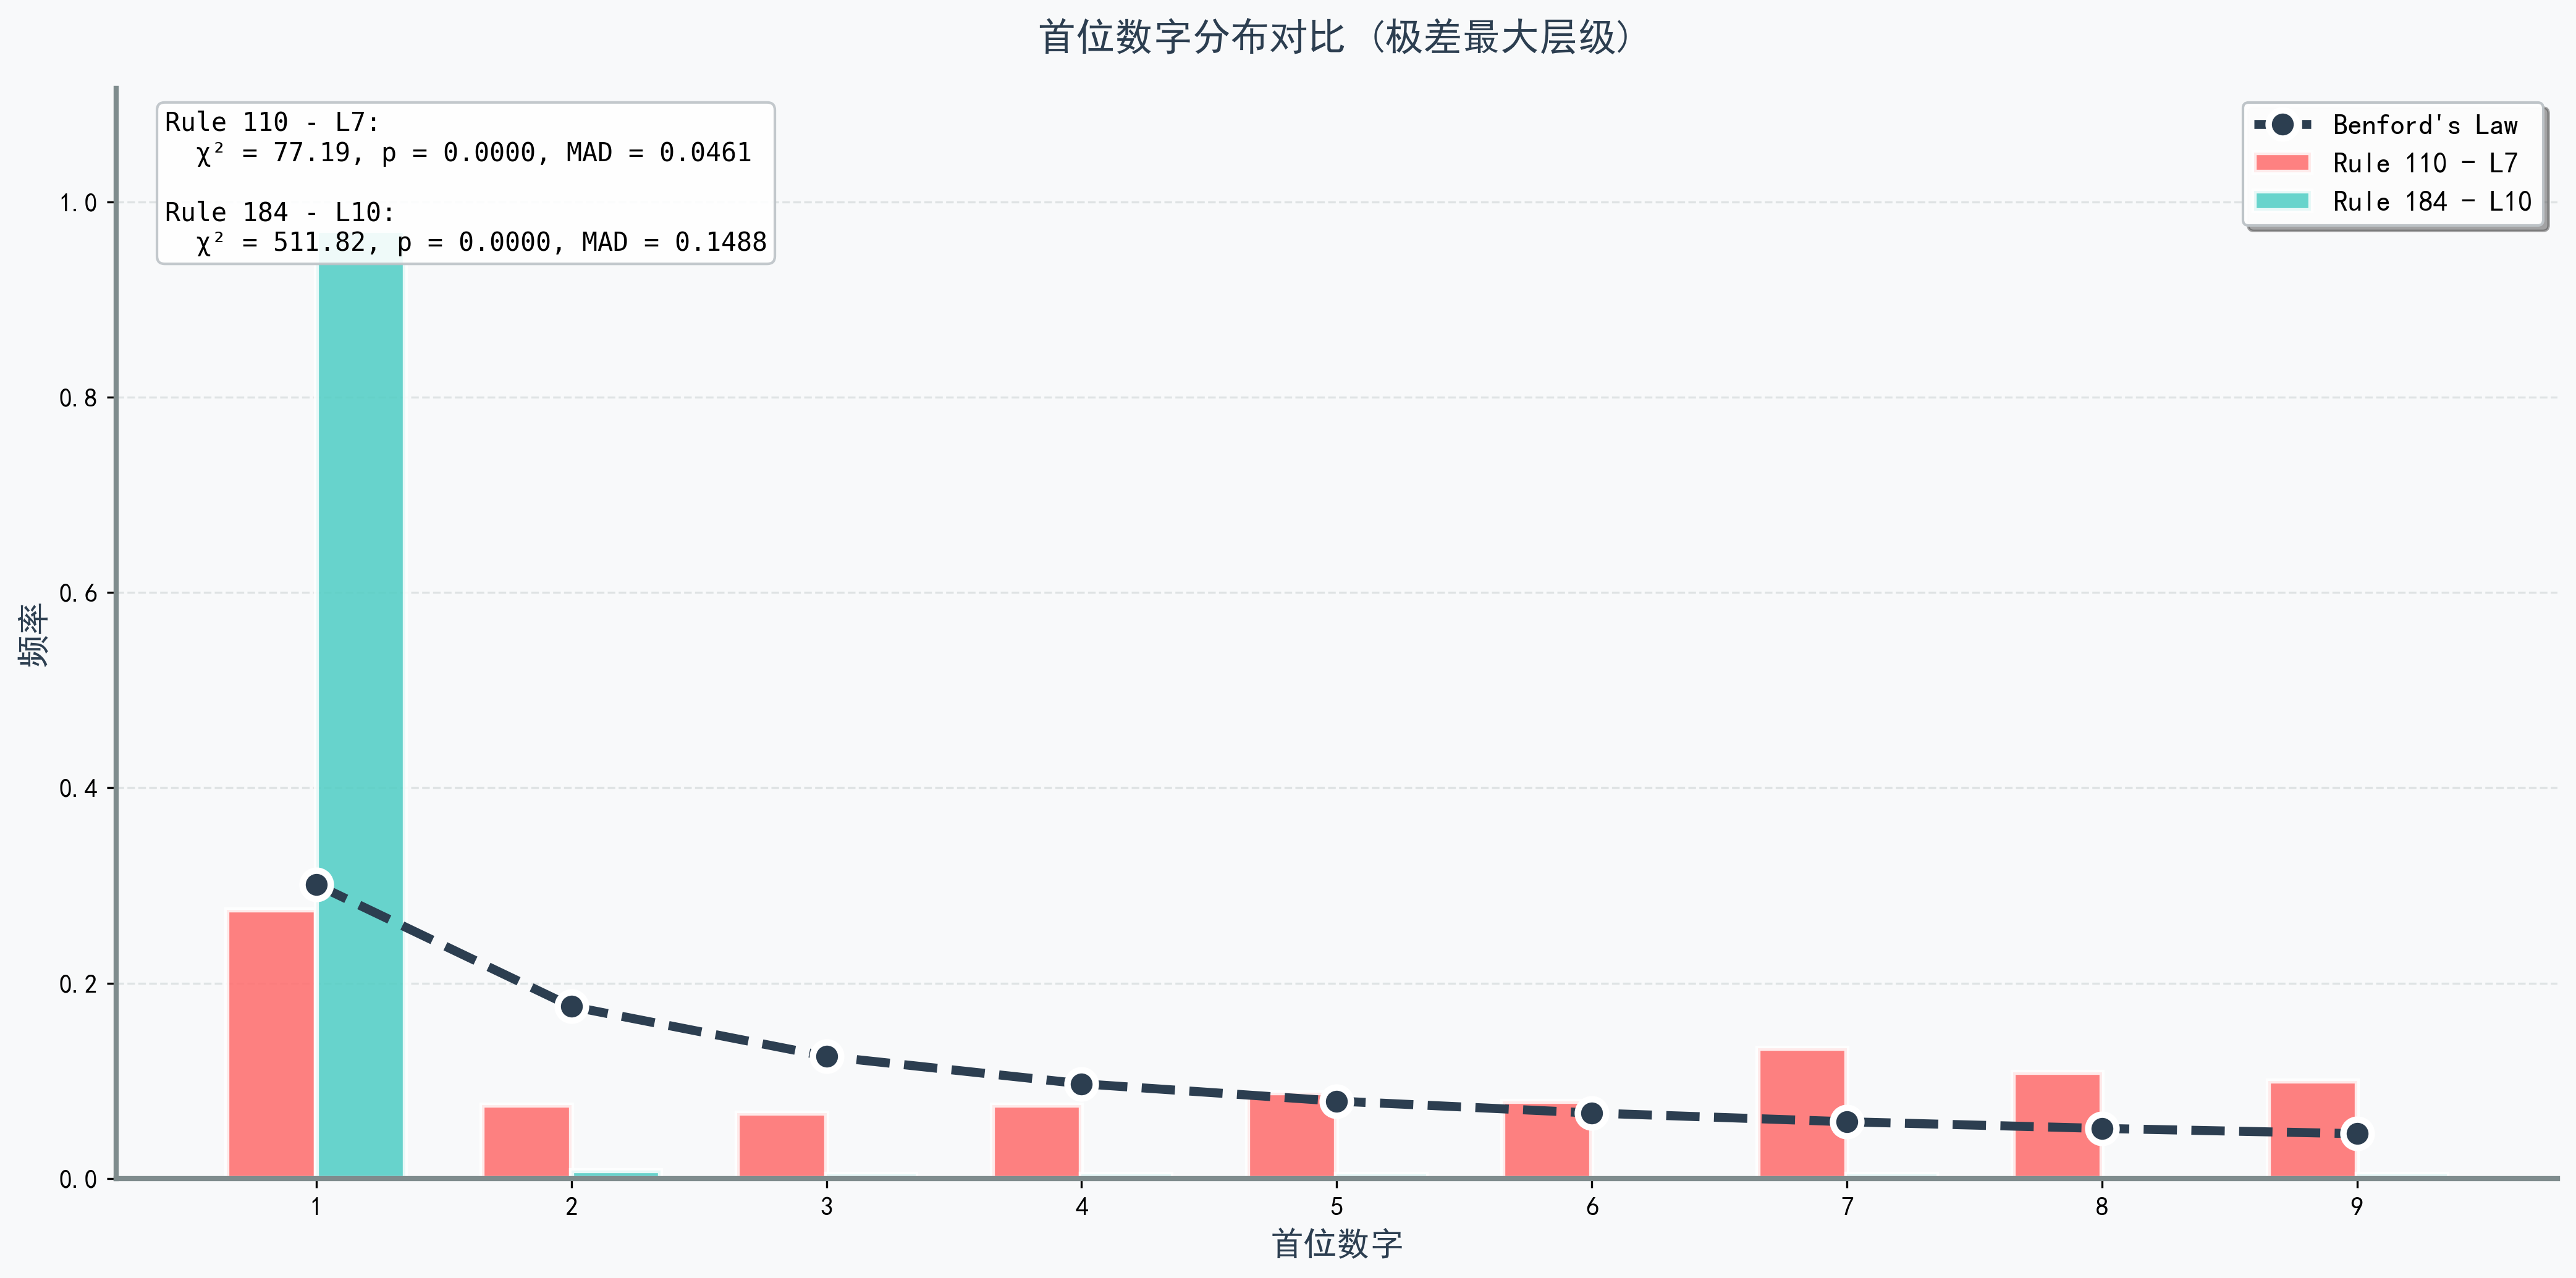 首位数字分布对比 (极差最大层级)
Rule 110 - L7:
χ² = 77.19, p = 0.0000, MAD = 0.0461
Rule 184 - L10:
χ² = 511.82, p = 0.0000, MAD = 0.1488
Benford's Law
Rule 110 - L7
Rule 184 - L10
频率
1.0
0.8
0.6
0.4
0.2
0.0
1 2 3 4 5 6 7 8 9
首位数字